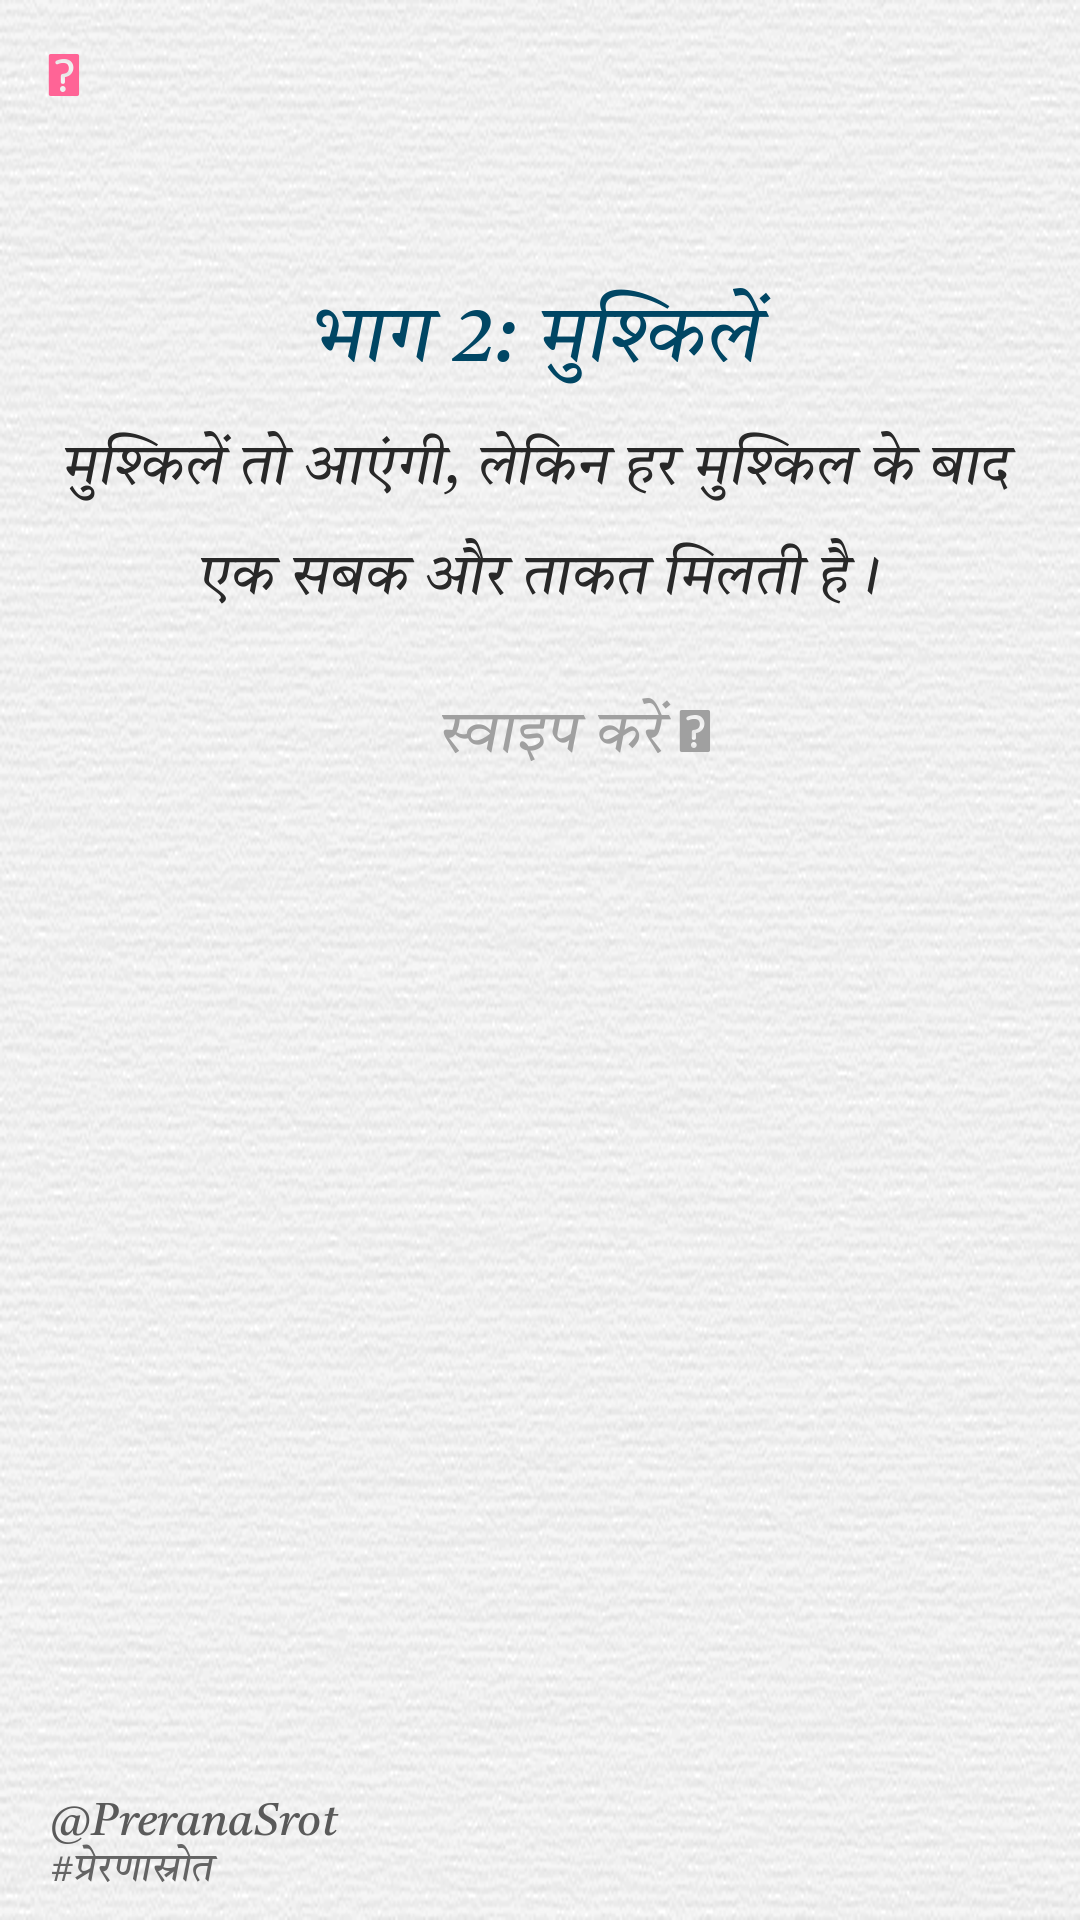 भाग 2: मुश्किलें
मुश्किलें तो आएंगी, लेकिन हर मुश्किल के बाद
एक सबक और ताकत मिलती है।
स्वाइप करें
@PreranaSrot
#प्रेरणास्रोत